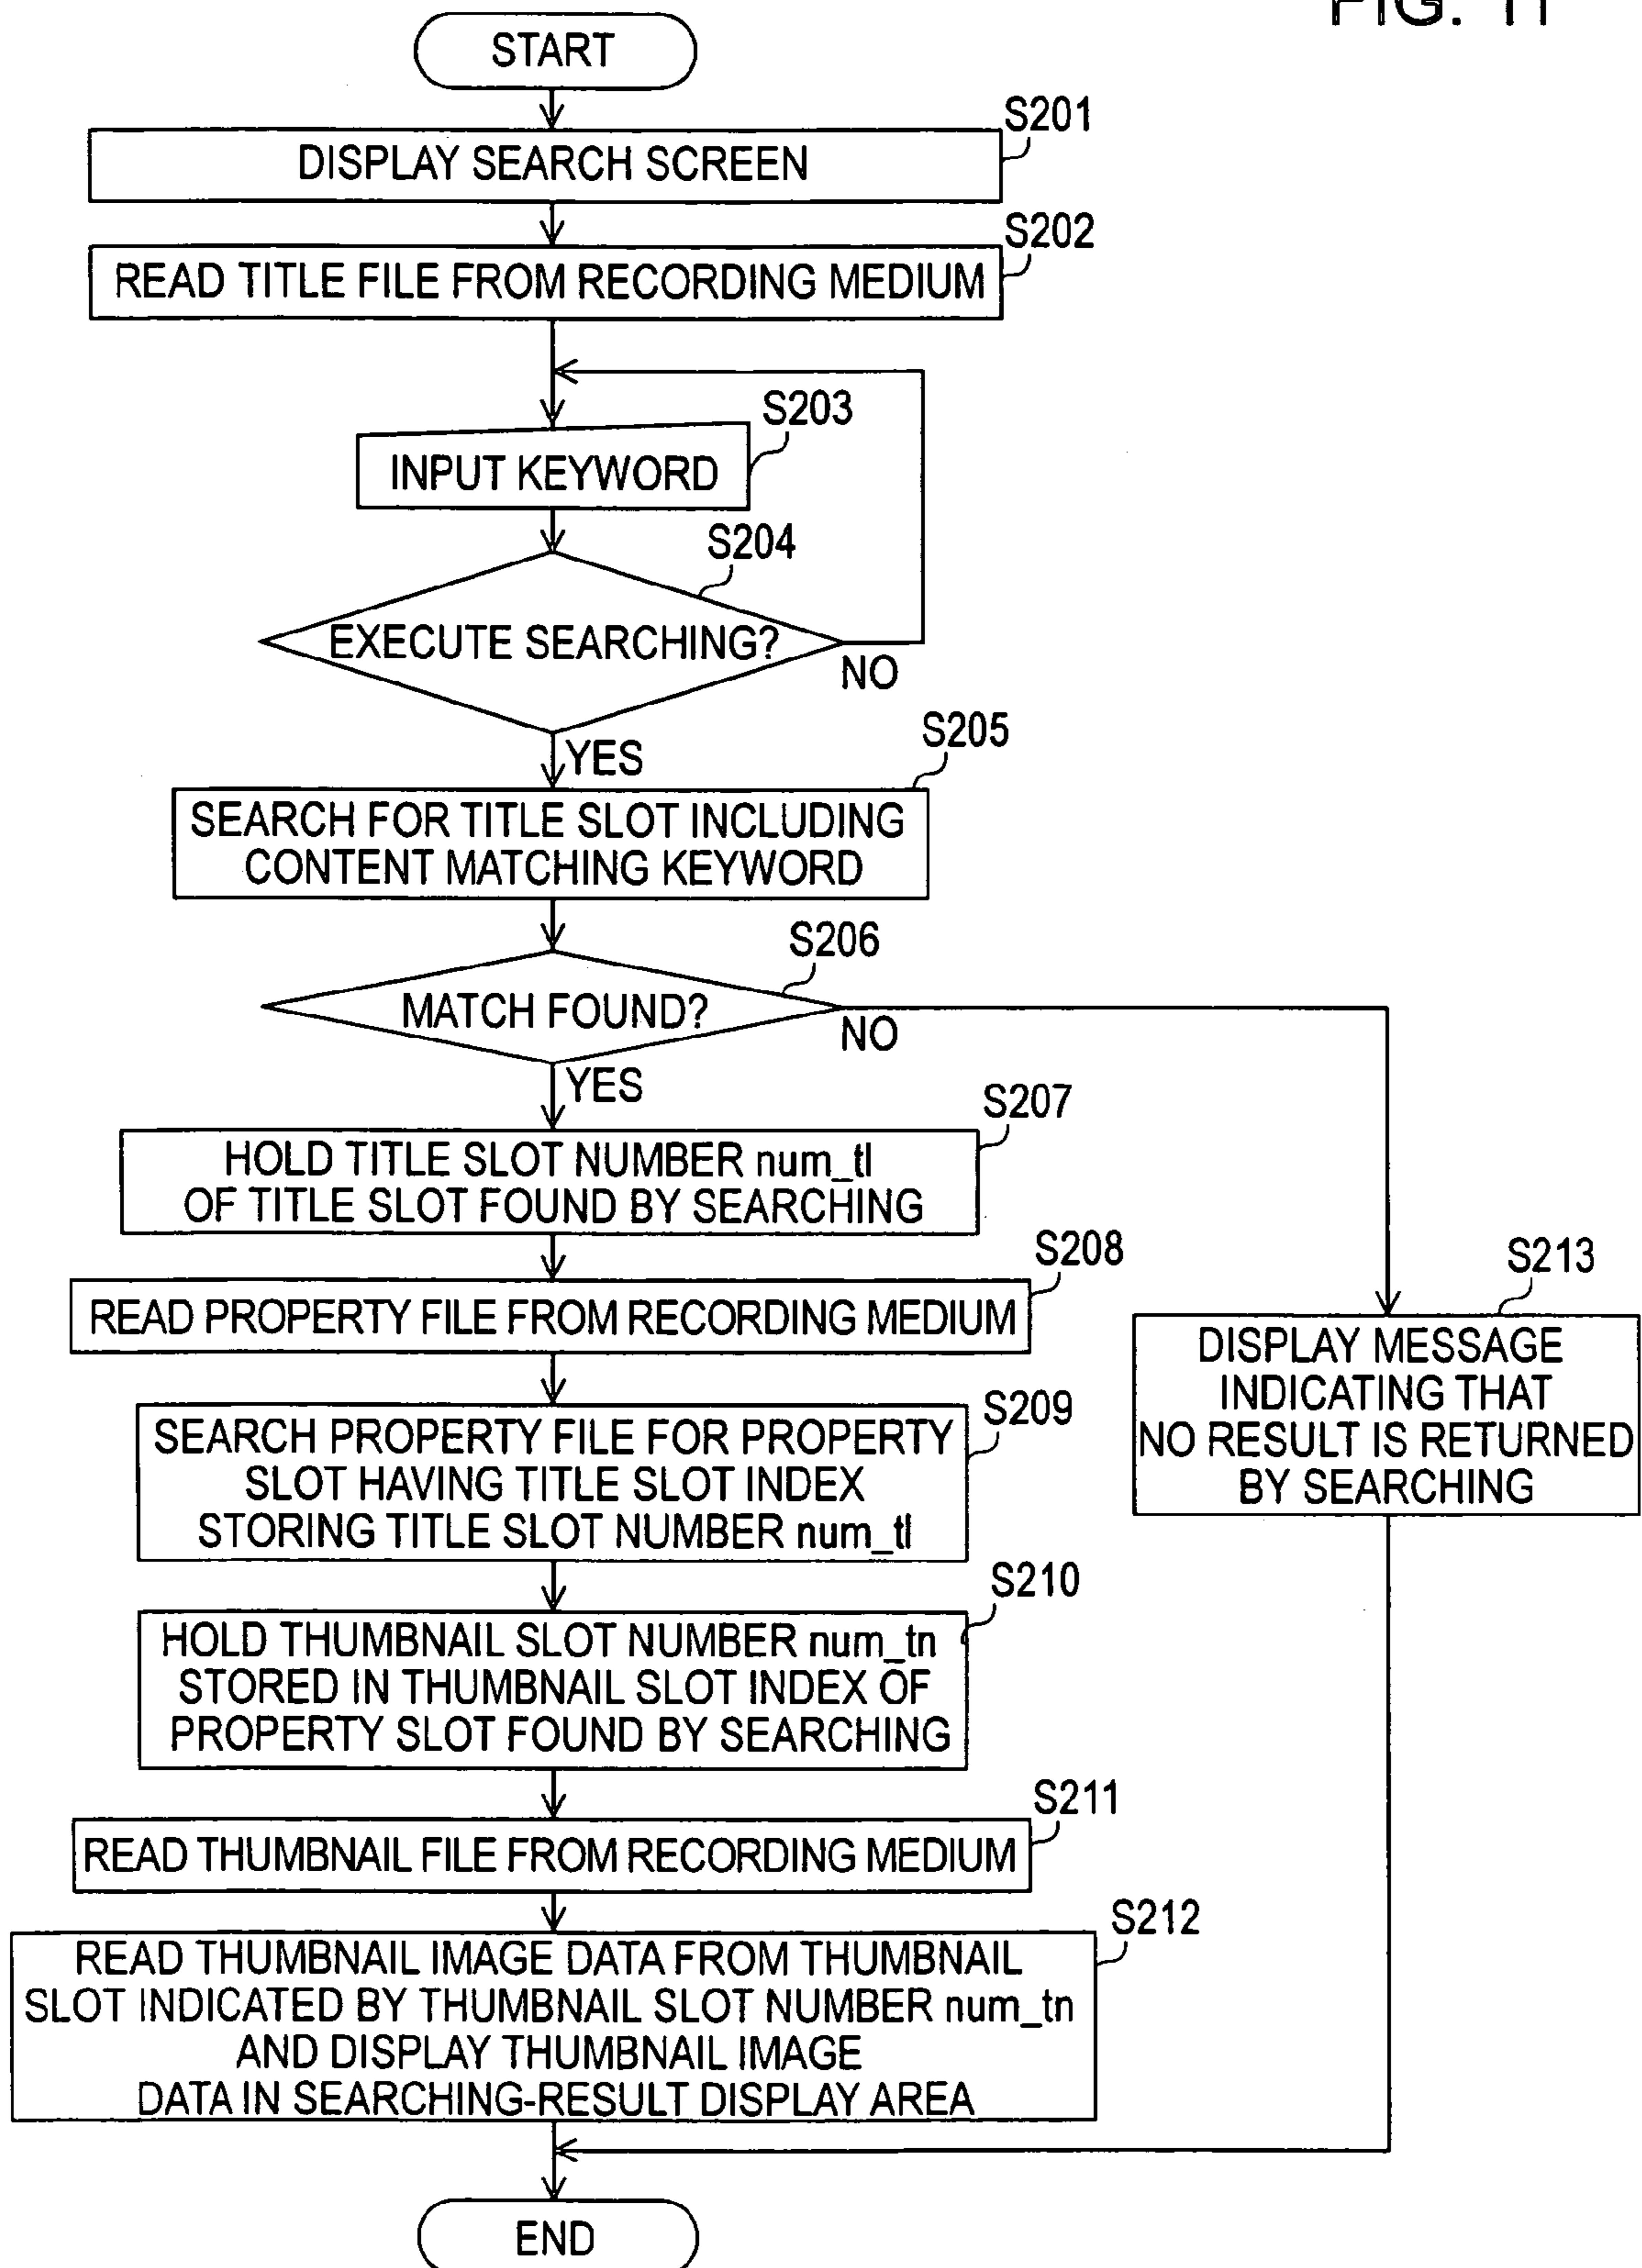 FIG. 11
START
S201
DISPLAY SEARCH SCREEN
S202
READ TITLE FILE FROM RECORDING MEDIUM
S203
INPUT KEYWORD
S204
EXECUTE SEARCHING?
NO
YES
S205
SEARCH FOR TITLE SLOT INCLUDING
CONTENT MATCHING KEYWORD
S206
MATCH FOUND?
NO
YES
S207
HOLD TITLE SLOT NUMBER num_tl
OF TITLE SLOT FOUND BY SEARCHING
S208
READ PROPERTY FILE FROM RECORDING MEDIUM
S213
DISPLAY MESSAGE
INDICATING THAT
NO RESULT IS RETURNED
BY SEARCHING
S209
SEARCH PROPERTY FILE FOR PROPERTY
SLOT HAVING TITLE SLOT INDEX
STORING TITLE SLOT NUMBER num_tl
S210
HOLD THUMBNAIL SLOT NUMBER num_tn
STORED IN THUMBNAIL SLOT INDEX OF
PROPERTY SLOT FOUND BY SEARCHING
S211
READ THUMBNAIL FILE FROM RECORDING MEDIUM
S212
READ THUMBNAIL IMAGE DATA FROM THUMBNAIL
SLOT INDICATED BY THUMBNAIL SLOT NUMBER num_tn
AND DISPLAY THUMBNAIL IMAGE
DATA IN SEARCHING-RESULT DISPLAY AREA
END